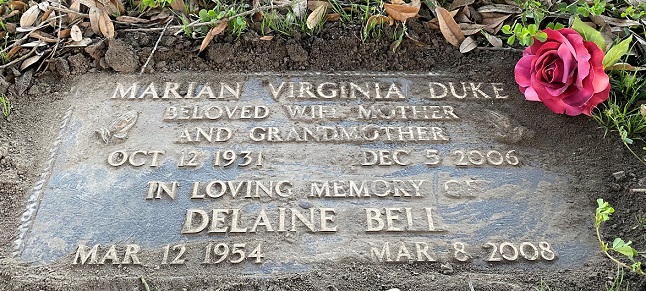 MARIAN VIRGINIA DUKE
BELOVED WIFE MOTHER
AND GRANDMOTHER
OCT 12 1931 DEC 5 2006
IN LOVING MEMORY OF
DELAINE BELL
MAR 12 1954 MAR 8 2008